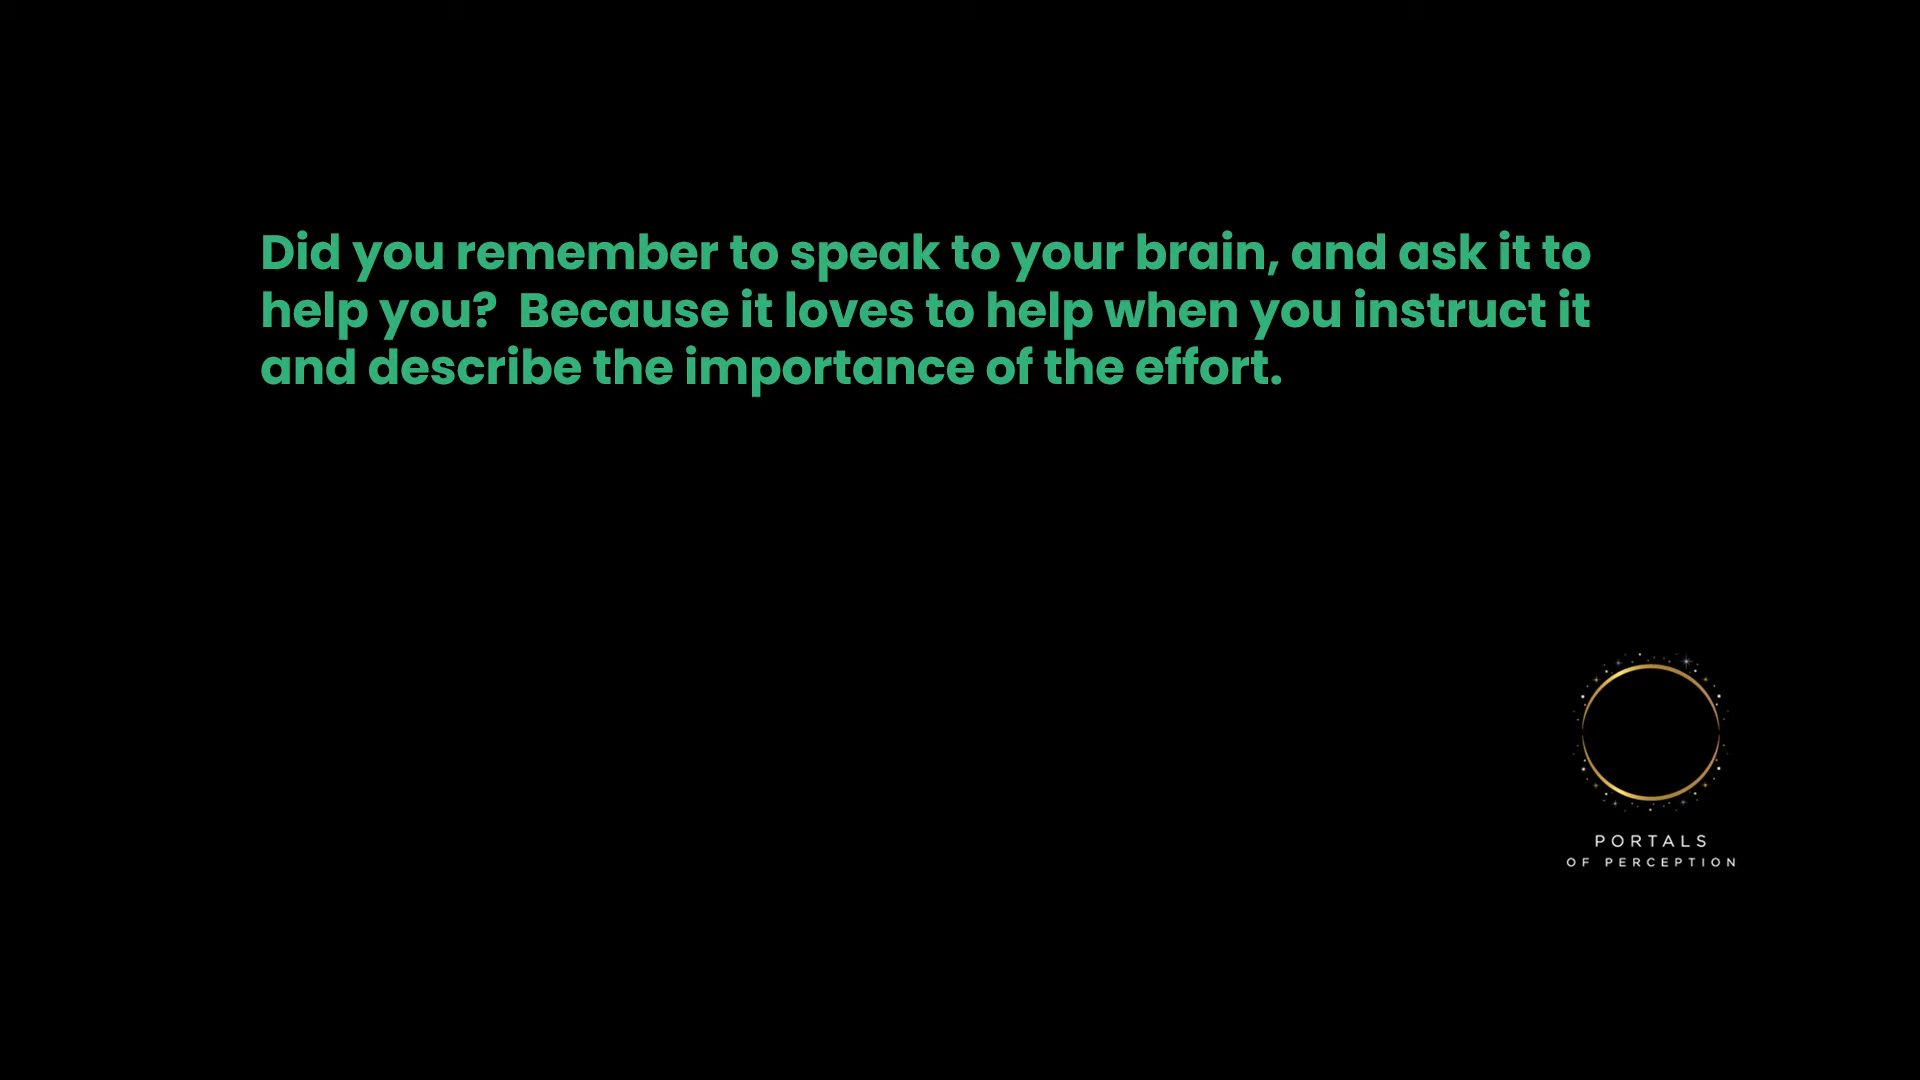 Did you remember to speak to your brain, and ask it to
help you?  Because it loves to help when you instruct it
and describe the importance of the effort.
PORTALS
OF PERCEPTION